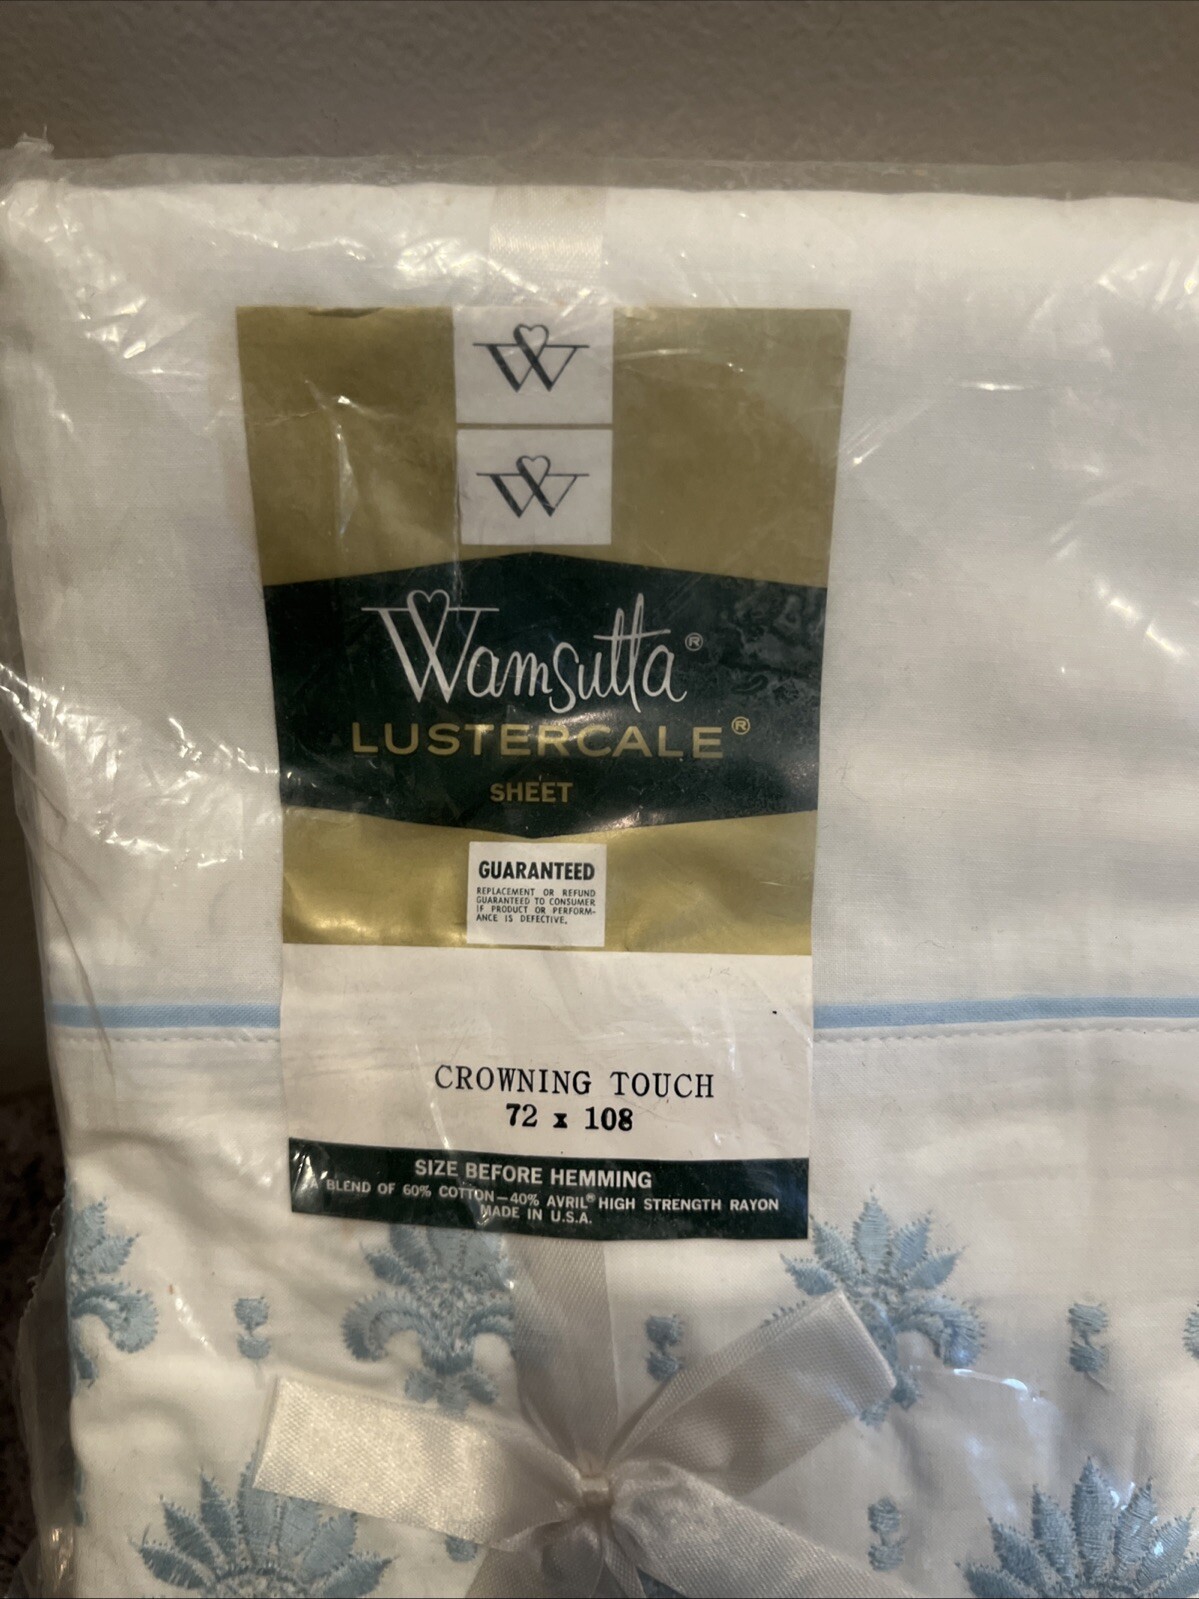 W
W
Wamsutta®
LUSTERCALE®
SHEET
GUARANTEED
REPLACEMENT OR REFUND
GUARANTEED TO CONSUMER
IF PRODUCT OR PERFORM-
ANCE IS DEFECTIVE.
CROWNING TOUCH
72 x 108
SIZE BEFORE HEMMING
A BLEND OF 60% COTTON—40% AVRIL® HIGH STRENGTH RAYON
MADE IN U.S.A.